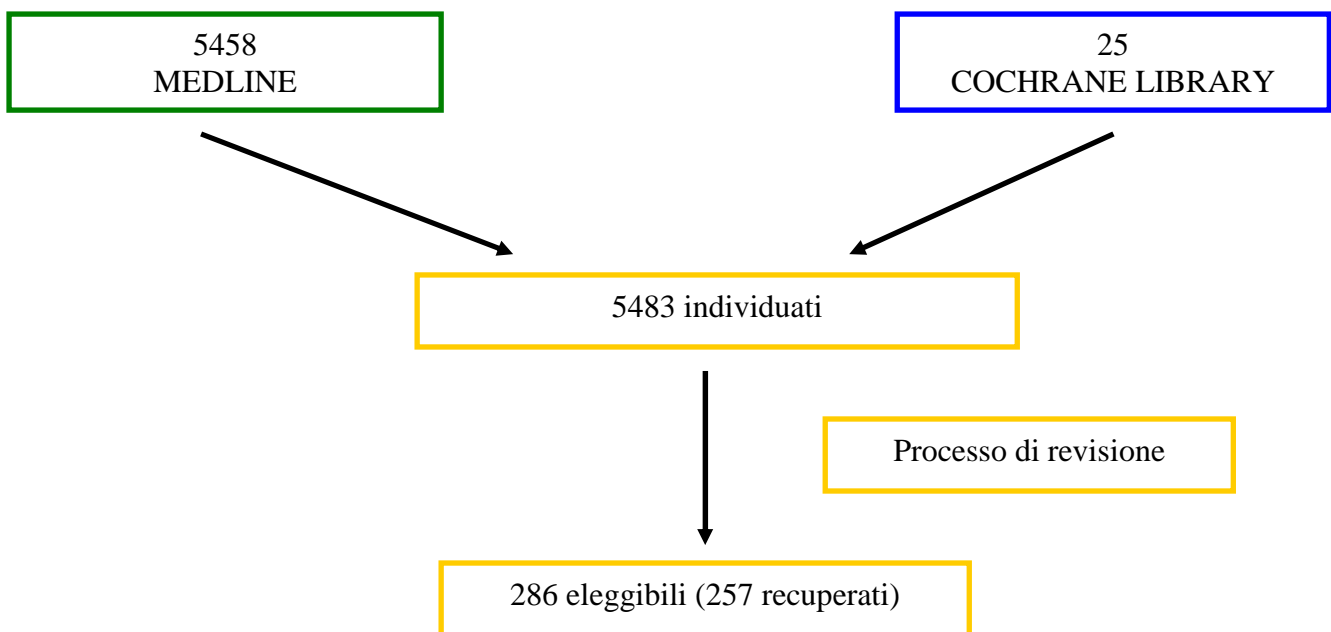 5458
MEDLINE
25
COCHRANE LIBRARY
5483 individuati
Processo di revisione
286 eleggibili (257 recuperati)